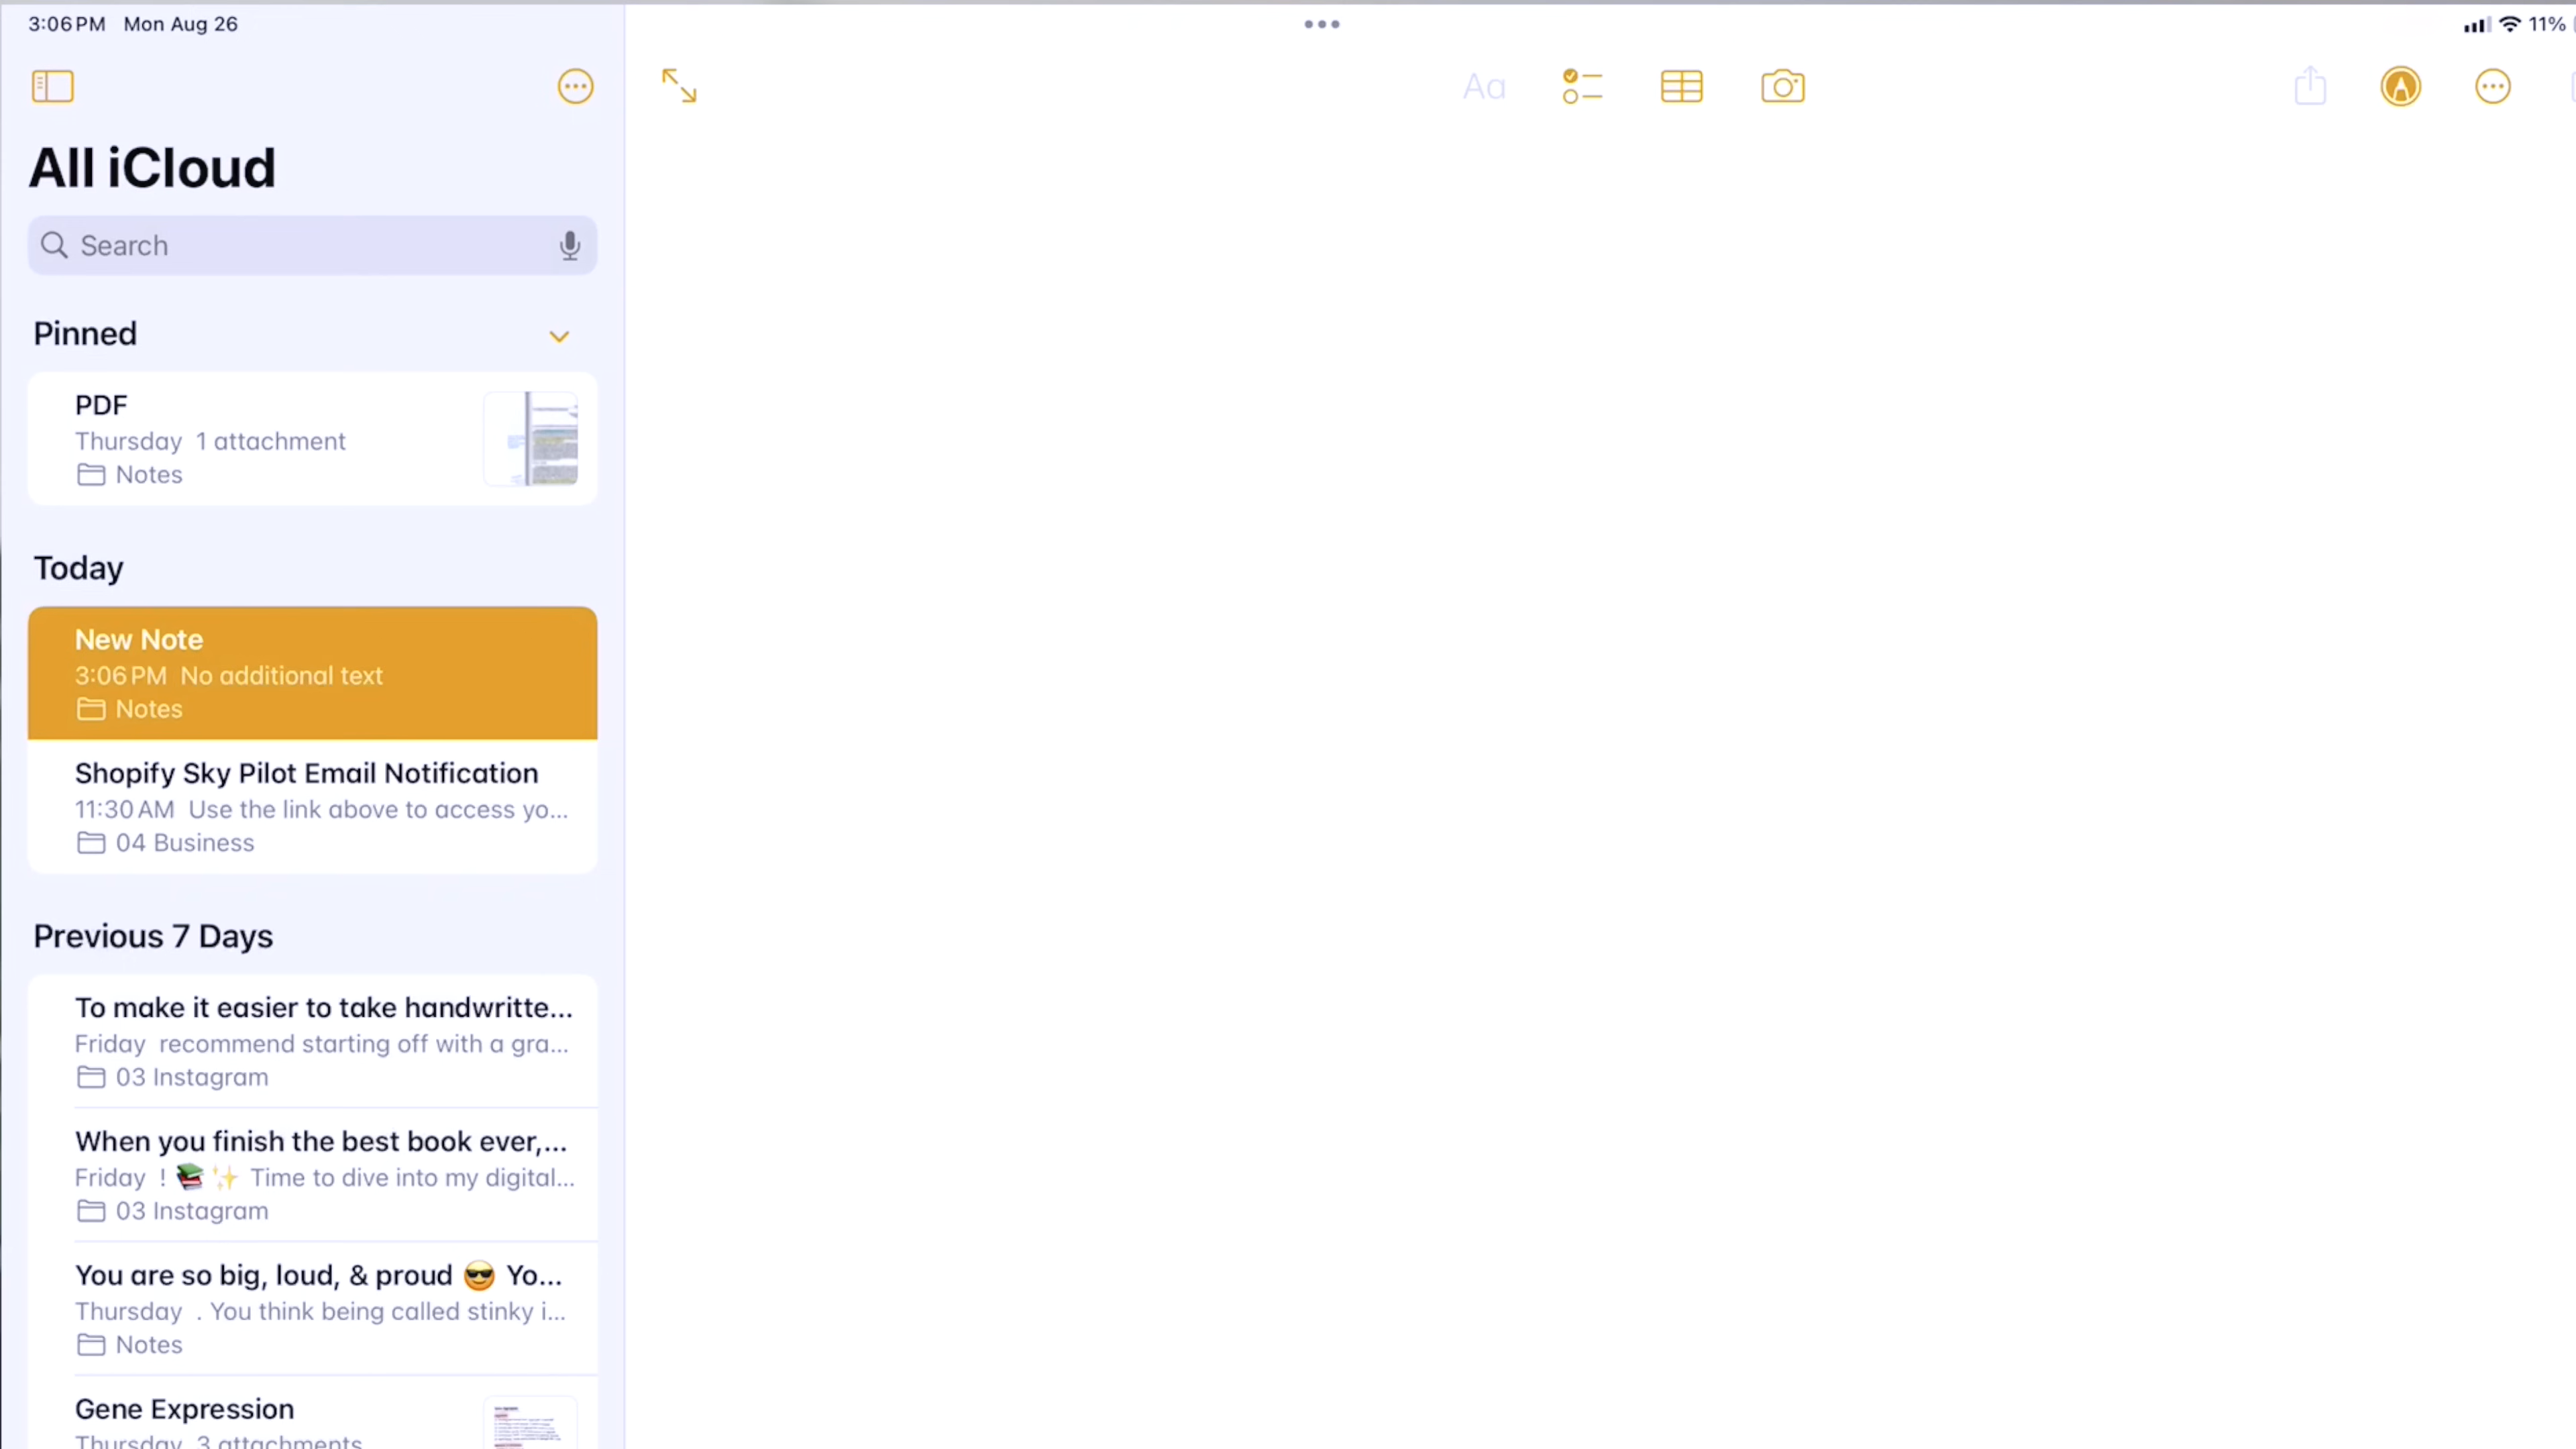 3:06 PM Mon Aug 26
11%
Aa
All iCloud
Search
Pinned
PDF
Thursday 1 attachment
Notes
Today
New Note
3:06 PM No additional text
Notes
Shopify Sky Pilot Email Notification
11:30 AM Use the link above to access yo...
04 Business
Previous 7 Days
To make it easier to take handwritte...
Friday recommend starting off with a gra...
03 Instagram
When you finish the best book ever,...
Friday ! 📚✨ Time to dive into my digital...
03 Instagram
You are so big, loud, & proud 😎 Yo...
Thursday . You think being called stinky i...
Notes
Gene Expression
Thursday 3 attachments